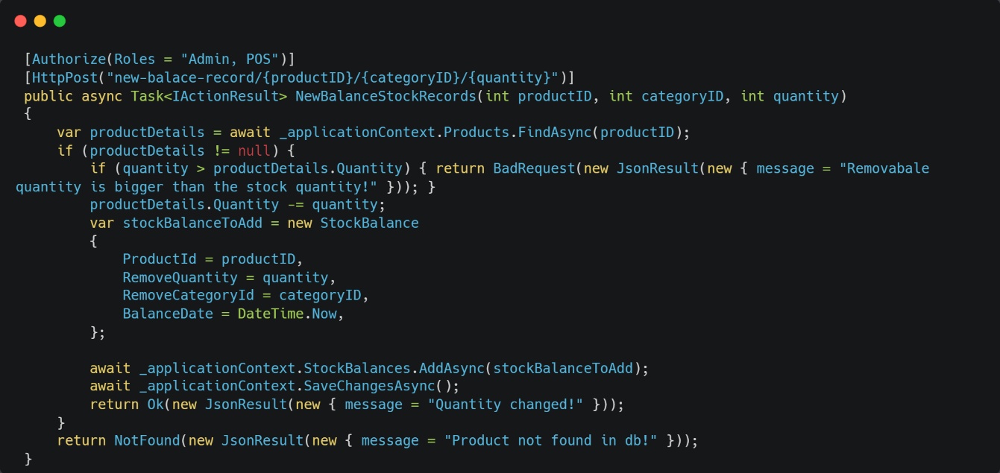 [Authorize(Roles = "Admin, POS")]
[HttpPost("new-balace-record/{productID}/{categoryID}/{quantity}")]
public async Task<IActionResult> NewBalanceStockRecords(int productID, int categoryID, int quantity)
{
    var productDetails = await _applicationContext.Products.FindAsync(productID);
    if (productDetails != null) {
        if (quantity > productDetails.Quantity) { return BadRequest(new JsonResult(new { message = "Removabale
quantity is bigger than the stock quantity!" })); }
        productDetails.Quantity -= quantity;
        var stockBalanceToAdd = new StockBalance
        {
            ProductId = productID,
            RemoveQuantity = quantity,
            RemoveCategoryId = categoryID,
            BalanceDate = DateTime.Now,
        };

        await _applicationContext.StockBalances.AddAsync(stockBalanceToAdd);
        await _applicationContext.SaveChangesAsync();
        return Ok(new JsonResult(new { message = "Quantity changed!" }));
    }
    return NotFound(new JsonResult(new { message = "Product not found in db!" }));
}